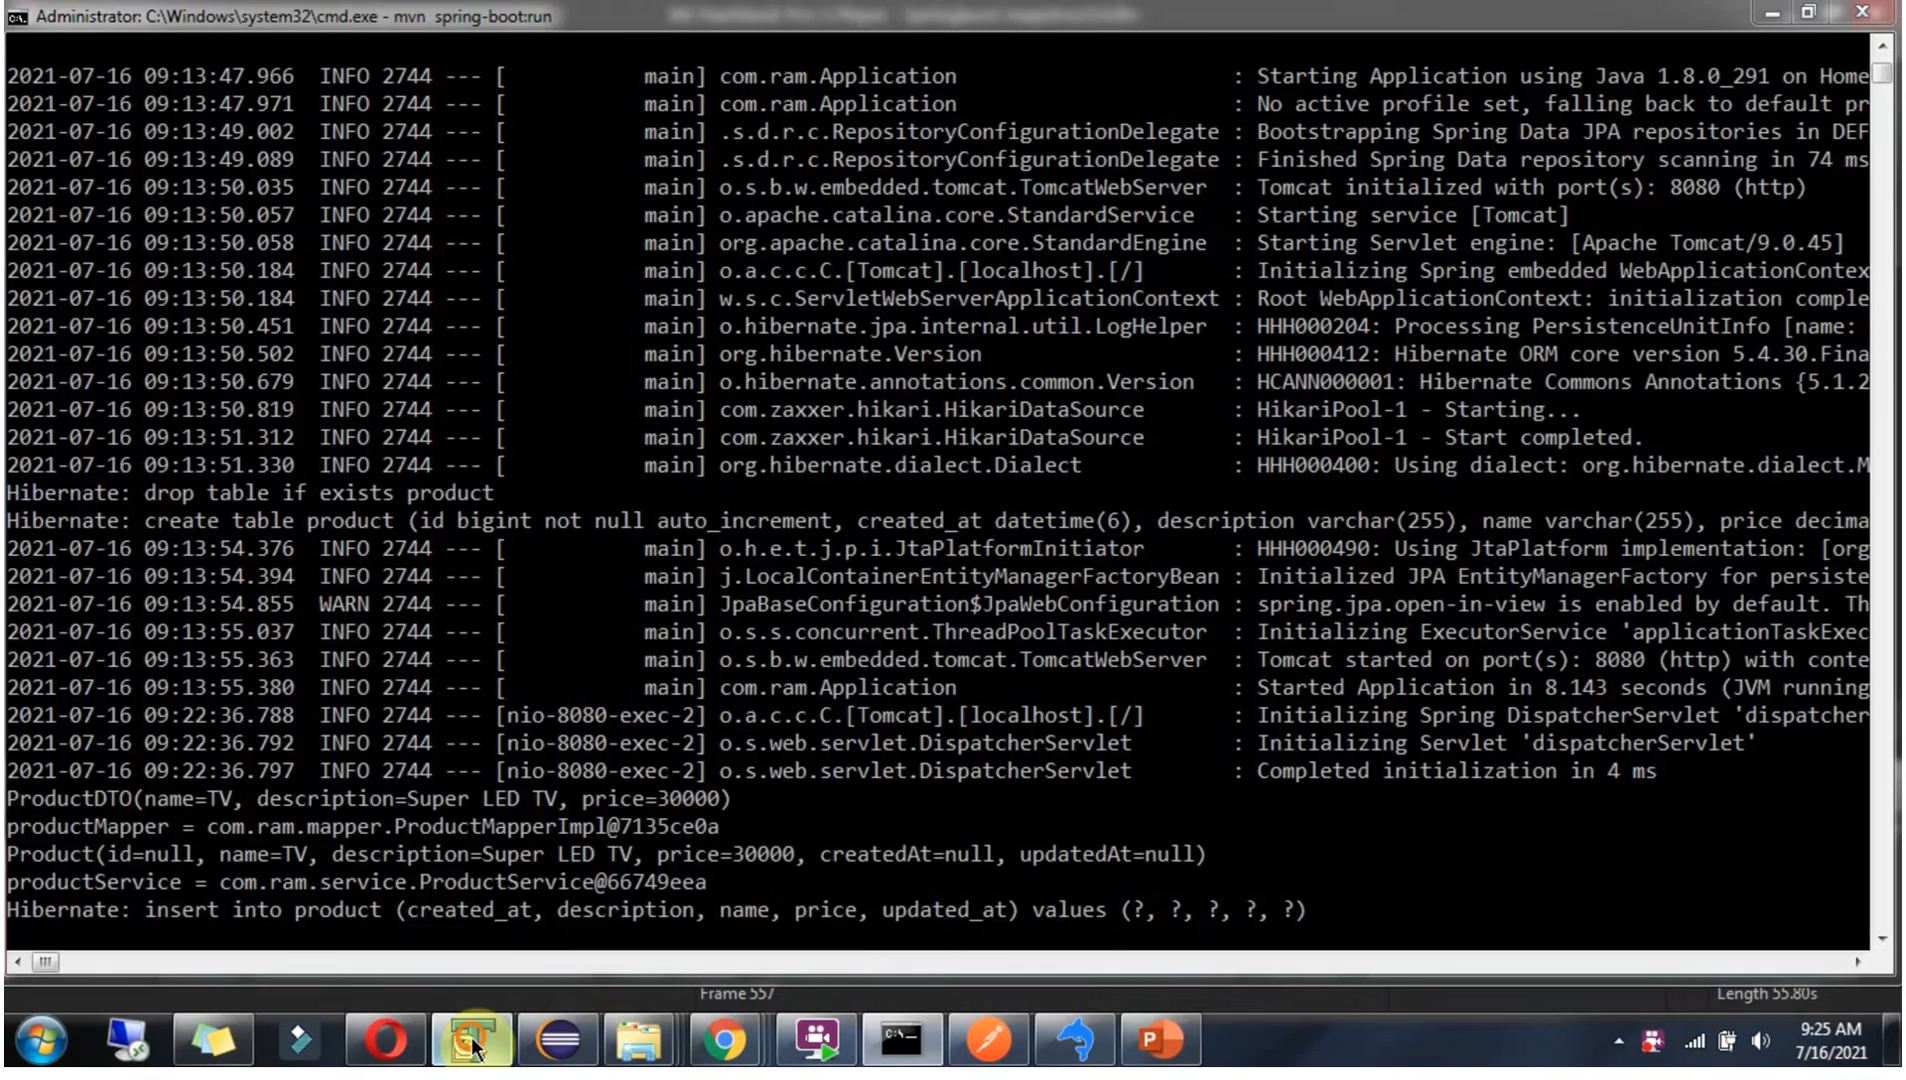 Administrator: C:\Windows\system32\cmd.exe - mvn  spring-boot:run
2021-07-16 09:13:47.966  INFO 2744 --- [           main] com.ram.Application                      : Starting Application using Java 1.8.0_291 on Home
2021-07-16 09:13:47.971  INFO 2744 --- [           main] com.ram.Application                      : No active profile set, falling back to default pr
2021-07-16 09:13:49.002  INFO 2744 --- [           main] .s.d.r.c.RepositoryConfigurationDelegate : Bootstrapping Spring Data JPA repositories in DEF
2021-07-16 09:13:49.089  INFO 2744 --- [           main] .s.d.r.c.RepositoryConfigurationDelegate : Finished Spring Data repository scanning in 74 ms
2021-07-16 09:13:50.035  INFO 2744 --- [           main] o.s.b.w.embedded.tomcat.TomcatWebServer  : Tomcat initialized with port(s): 8080 (http)
2021-07-16 09:13:50.057  INFO 2744 --- [           main] o.apache.catalina.core.StandardService   : Starting service [Tomcat]
2021-07-16 09:13:50.058  INFO 2744 --- [           main] org.apache.catalina.core.StandardEngine  : Starting Servlet engine: [Apache Tomcat/9.0.45]
2021-07-16 09:13:50.184  INFO 2744 --- [           main] o.a.c.c.C.[Tomcat].[localhost].[/]       : Initializing Spring embedded WebApplicationContex
2021-07-16 09:13:50.184  INFO 2744 --- [           main] w.s.c.ServletWebServerApplicationContext : Root WebApplicationContext: initialization comple
2021-07-16 09:13:50.451  INFO 2744 --- [           main] o.hibernate.jpa.internal.util.LogHelper  : HHH000204: Processing PersistenceUnitInfo [name:
2021-07-16 09:13:50.502  INFO 2744 --- [           main] org.hibernate.Version                    : HHH000412: Hibernate ORM core version 5.4.30.Fina
2021-07-16 09:13:50.679  INFO 2744 --- [           main] o.hibernate.annotations.common.Version   : HCANN000001: Hibernate Commons Annotations {5.1.2
2021-07-16 09:13:50.819  INFO 2744 --- [           main] com.zaxxer.hikari.HikariDataSource       : HikariPool-1 - Starting...
2021-07-16 09:13:51.312  INFO 2744 --- [           main] com.zaxxer.hikari.HikariDataSource       : HikariPool-1 - Start completed.
2021-07-16 09:13:51.330  INFO 2744 --- [           main] org.hibernate.dialect.Dialect            : HHH000400: Using dialect: org.hibernate.dialect.M
Hibernate: drop table if exists product
Hibernate: create table product (id bigint not null auto_increment, created_at datetime(6), description varchar(255), name varchar(255), price decima
2021-07-16 09:13:54.376  INFO 2744 --- [           main] o.h.e.t.j.p.i.JtaPlatformInitiator       : HHH000490: Using JtaPlatform implementation: [org
2021-07-16 09:13:54.394  INFO 2744 --- [           main] j.LocalContainerEntityManagerFactoryBean : Initialized JPA EntityManagerFactory for persiste
2021-07-16 09:13:54.855  WARN 2744 --- [           main] JpaBaseConfiguration$JpaWebConfiguration : spring.jpa.open-in-view is enabled by default. Th
2021-07-16 09:13:55.037  INFO 2744 --- [           main] o.s.s.concurrent.ThreadPoolTaskExecutor  : Initializing ExecutorService 'applicationTaskExec
2021-07-16 09:13:55.363  INFO 2744 --- [           main] o.s.b.w.embedded.tomcat.TomcatWebServer  : Tomcat started on port(s): 8080 (http) with conte
2021-07-16 09:13:55.380  INFO 2744 --- [           main] com.ram.Application                      : Started Application in 8.143 seconds (JVM running
2021-07-16 09:22:36.788  INFO 2744 --- [nio-8080-exec-2] o.a.c.c.C.[Tomcat].[localhost].[/]       : Initializing Spring DispatcherServlet 'dispatcher
2021-07-16 09:22:36.792  INFO 2744 --- [nio-8080-exec-2] o.s.web.servlet.DispatcherServlet        : Initializing Servlet 'dispatcherServlet'
2021-07-16 09:22:36.797  INFO 2744 --- [nio-8080-exec-2] o.s.web.servlet.DispatcherServlet        : Completed initialization in 4 ms
ProductDTO(name=TV, description=Super LED TV, price=30000)
productMapper = com.ram.mapper.ProductMapperImpl@7135ce0a
Product(id=null, name=TV, description=Super LED TV, price=30000, createdAt=null, updatedAt=null)
productService = com.ram.service.ProductService@66749eea
Hibernate: insert into product (created_at, description, name, price, updated_at) values (?, ?, ?, ?, ?)
Frame 557
Length 55.80s
9:25 AM
7/16/2021